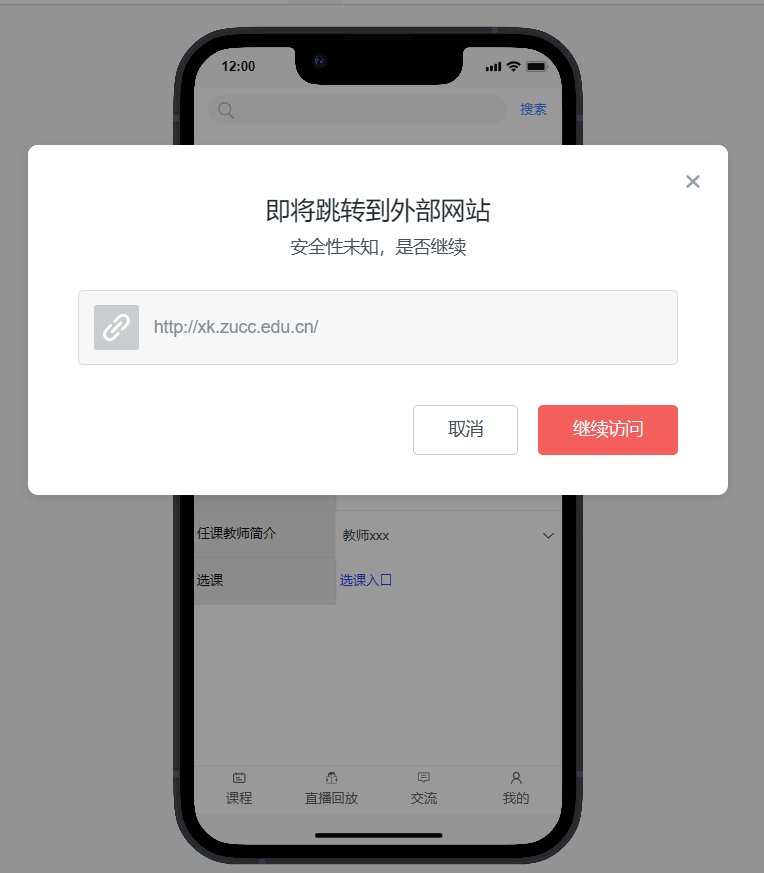 12:00
搜索
即将跳转到外部网站
安全性未知，是否继续
http://xk.zucc.edu.cn/
取消
继续访问
任课教师简介
教师xxx
选课
选课入口
课程
直播回放
交流
我的